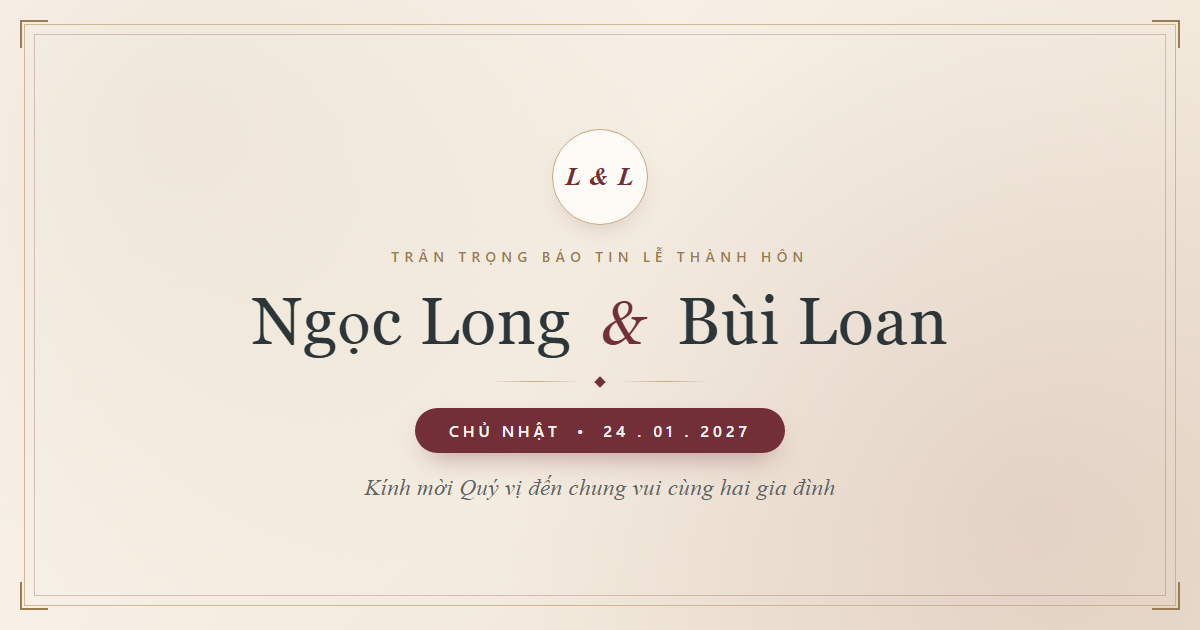 L & L
TRÂN TRỌNG BÁO TIN LỄ THÀNH HÔN
Ngọc Long & Bùi Loan
CHỦ NHẬT • 24 . 01 . 2027
Kính mời Quý vị đến chung vui cùng hai gia đình